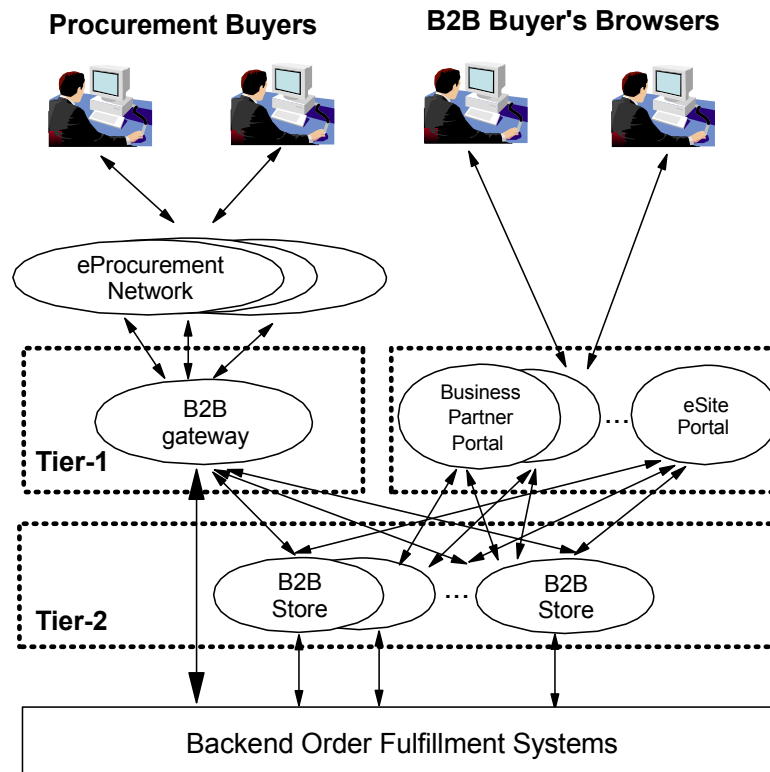 Procurement Buyers
B2B Buyer's Browsers
eProcurement
Network
B2B
gateway
Tier-1
Business
Partner
Portal
...
eSite
Portal
B2B
Store
...
B2B
Store
Tier-2
Backend Order Fulfillment Systems